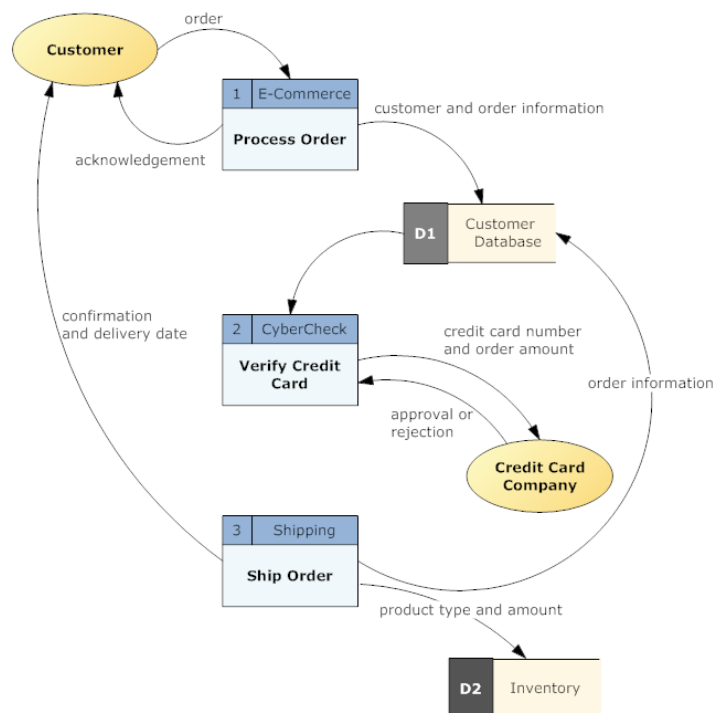 order
Customer
1 E-Commerce
customer and order information
Process Order
acknowledgement
D1
Customer
Database
confirmation
and delivery date
2 CyberCheck
credit card number
and order amount
Verify Credit
Card
order information
approval or
rejection
Credit Card
Company
3 Shipping
Ship Order
product type and amount
D2 Inventory